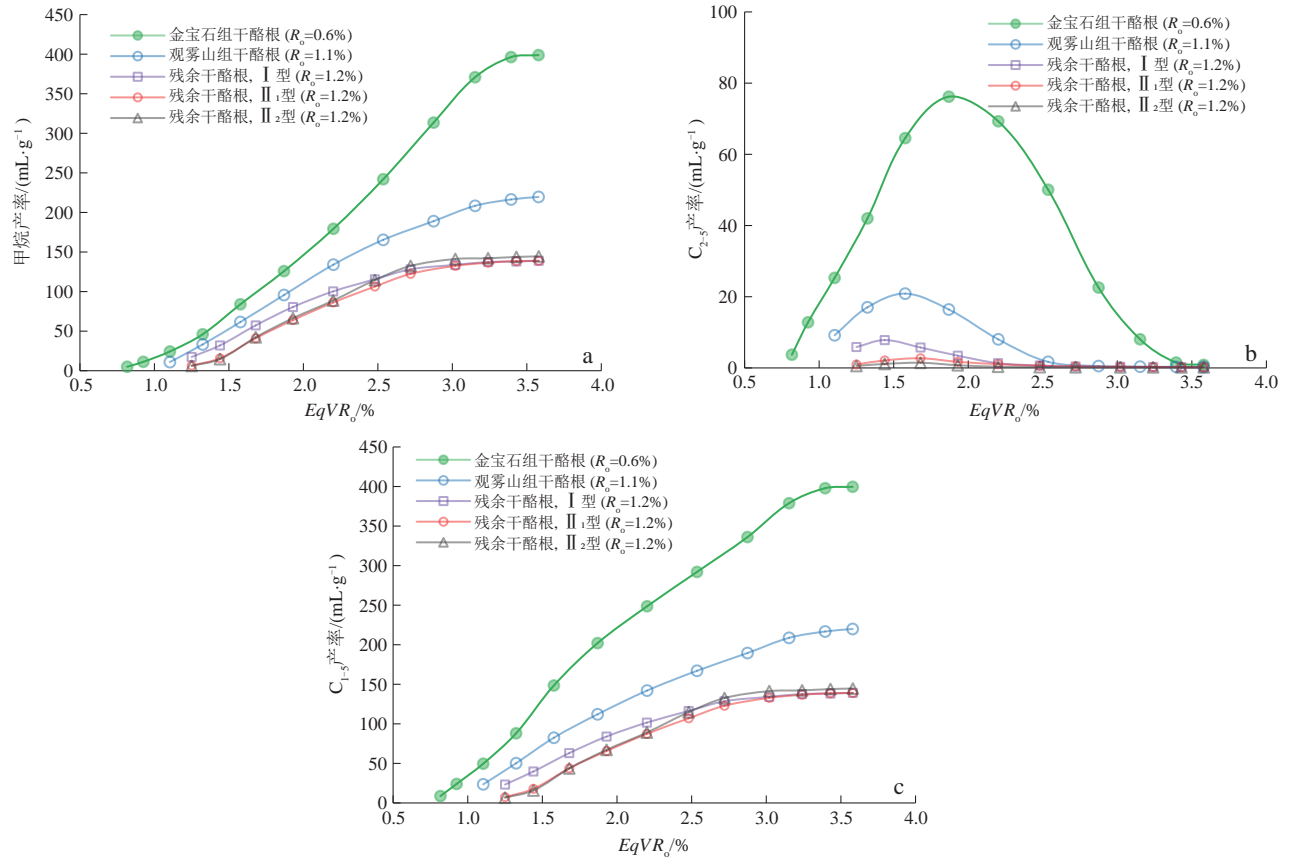 450
400
350
300
250
200
150
100
50
0
甲烷产率/(mL·g⁻¹)
金宝石组干酪根 (Rₒ=0.6%)
观雾山组干酪根 (Rₒ=1.1%)
残余干酪根, Ⅰ型 (Rₒ=1.2%)
残余干酪根, Ⅱ₁型 (Rₒ=1.2%)
残余干酪根, Ⅱ₂型 (Rₒ=1.2%)
a
0.5 1.0 1.5 2.0 2.5 3.0 3.5 4.0
EqVRₒ/%
100
80
60
40
20
0
C₂₋₅产率/(mL·g⁻¹)
金宝石组干酪根 (Rₒ=0.6%)
观雾山组干酪根 (Rₒ=1.1%)
残余干酪根, Ⅰ型 (Rₒ=1.2%)
残余干酪根, Ⅱ₁型 (Rₒ=1.2%)
残余干酪根, Ⅱ₂型 (Rₒ=1.2%)
b
0.5 1.0 1.5 2.0 2.5 3.0 3.5 4.0
EqVRₒ/%
450
400
350
300
250
200
150
100
50
0
C₁₋₅产率/(mL·g⁻¹)
金宝石组干酪根 (Rₒ=0.6%)
观雾山组干酪根 (Rₒ=1.1%)
残余干酪根, Ⅰ型 (Rₒ=1.2%)
残余干酪根, Ⅱ₁型 (Rₒ=1.2%)
残余干酪根, Ⅱ₂型 (Rₒ=1.2%)
c
0.5 1.0 1.5 2.0 2.5 3.0 3.5 4.0
EqVRₒ/%